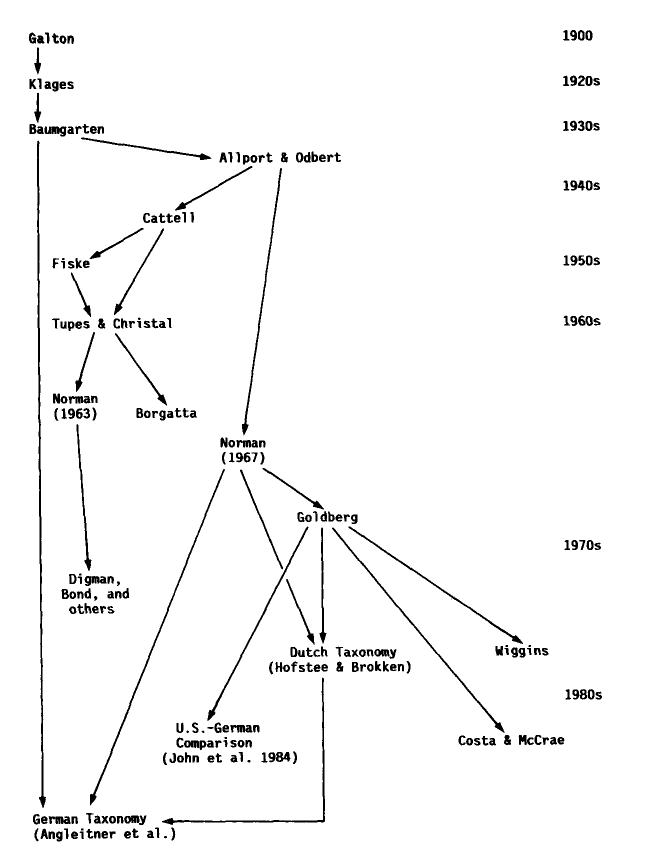 Galton 1900
Klages 1920s
Baumgarten 1930s
Allport & Odbert
1940s
Cattell
Fiske 1950s
Tupes & Christal 1960s
Norman
(1963)
Borgatta
Norman
(1967)
Goldberg
1970s
Digman,
Bond, and
others
Dutch Taxonomy
(Hofstee & Brokken)
Wiggins
1980s
U.S.-German
Comparison
(John et al. 1984)
Costa & McCrae
German Taxonomy
(Angleitner et al.)